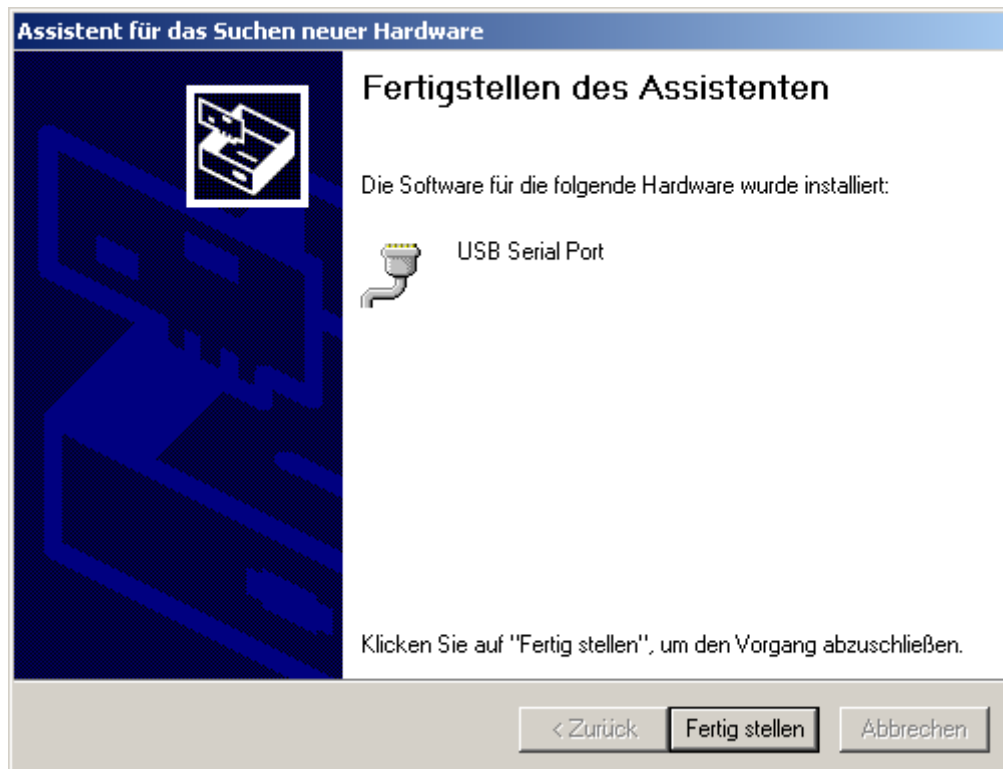 Assistent für das Suchen neuer Hardware
Fertigstellen des Assistenten
Die Software für die folgende Hardware wurde installiert:
USB Serial Port
Klicken Sie auf "Fertig stellen", um den Vorgang abzuschließen.
< Zurück
Fertig stellen
Abbrechen